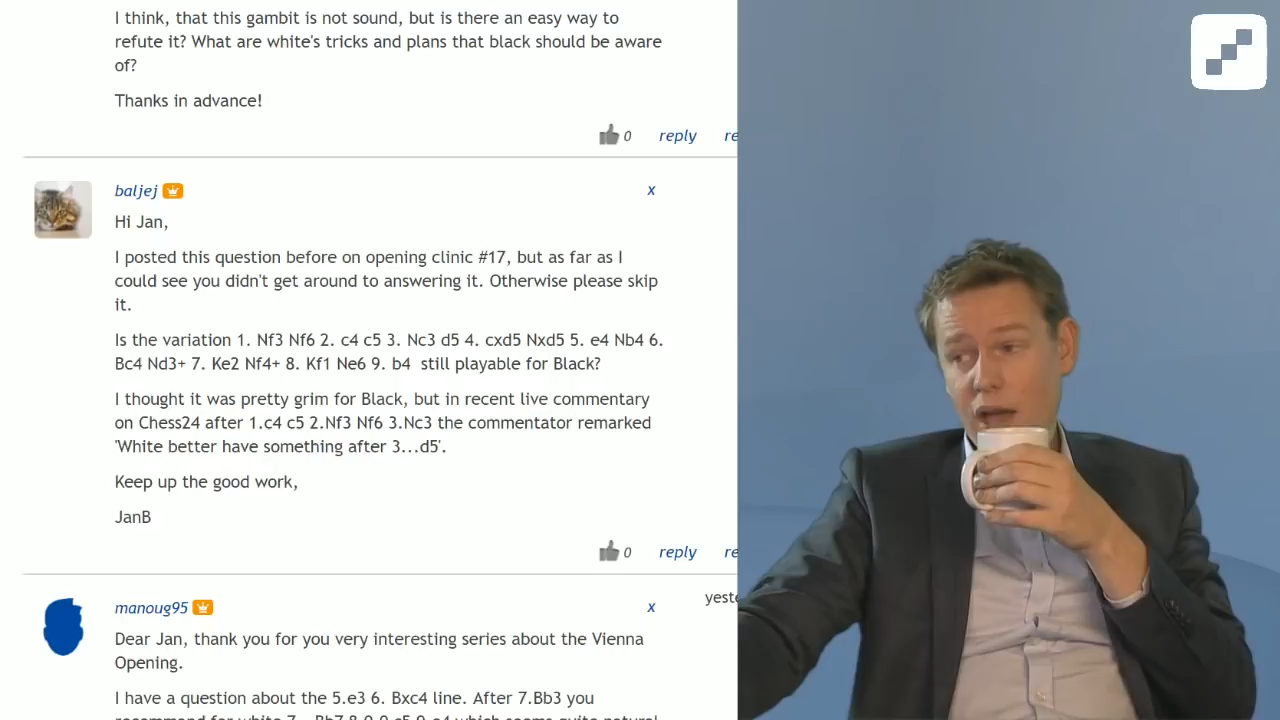 I think, that this gambit is not sound, but is there an easy way to
refute it? What are white's tricks and plans that black should be aware
of?
Thanks in advance!
0 reply re
baljej x
Hi Jan,
I posted this question before on opening clinic #17, but as far as I
could see you didn't get around to answering it. Otherwise please skip
it.
Is the variation 1. Nf3 Nf6 2. c4 c5 3. Nc3 d5 4. cxd5 Nxd5 5. e4 Nb4 6.
Bc4 Nd3+ 7. Ke2 Nf4+ 8. Kf1 Ne6 9. b4 still playable for Black?
I thought it was pretty grim for Black, but in recent live commentary
on Chess24 after 1.c4 c5 2.Nf3 Nf6 3.Nc3 the commentator remarked
'White better have something after 3...d5'.
Keep up the good work,
JanB
0 reply re
manoug95 x
yeste
Dear Jan, thank you for you very interesting series about the Vienna
Opening.
I have a question about the 5.e3 6. Bxc4 line. After 7.Bb3 you